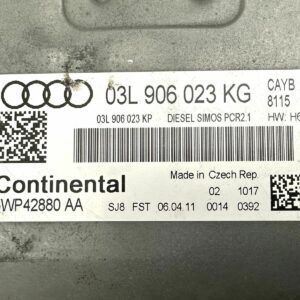 03L 906 023 KG
CAYB
8115
03L 906 023 KP DIESEL SIMOS PCR2.1
HW: H6
Continental
WP42880 AA
Made in Czech Rep.
02 1017
SJ8 FST 06.04.11 0014 0392